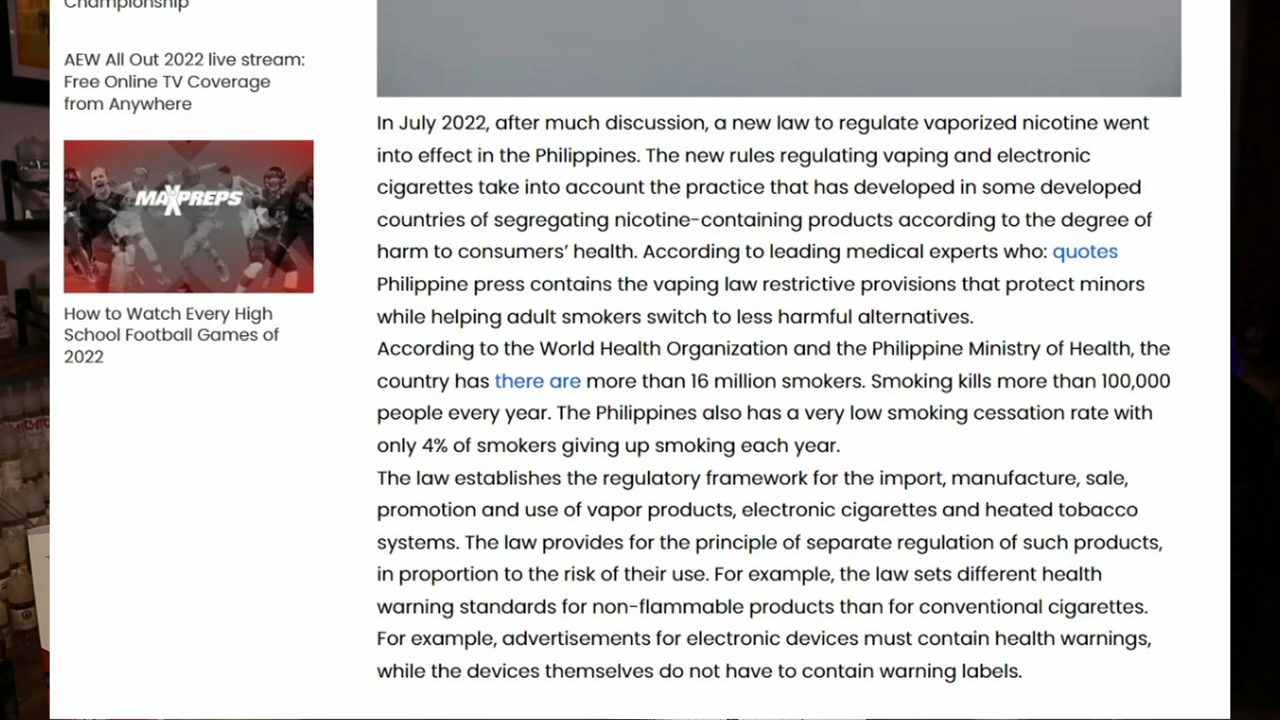 Championship
AEW All Out 2022 live stream:
Free Online TV Coverage
from Anywhere
MAXPREPS
How to Watch Every High
School Football Games of
2022
In July 2022, after much discussion, a new law to regulate vaporized nicotine went
into effect in the Philippines. The new rules regulating vaping and electronic
cigarettes take into account the practice that has developed in some developed
countries of segregating nicotine-containing products according to the degree of
harm to consumers’ health. According to leading medical experts who: quotes
Philippine press contains the vaping law restrictive provisions that protect minors
while helping adult smokers switch to less harmful alternatives.
According to the World Health Organization and the Philippine Ministry of Health, the
country has there are more than 16 million smokers. Smoking kills more than 100,000
people every year. The Philippines also has a very low smoking cessation rate with
only 4% of smokers giving up smoking each year.
The law establishes the regulatory framework for the import, manufacture, sale,
promotion and use of vapor products, electronic cigarettes and heated tobacco
systems. The law provides for the principle of separate regulation of such products,
in proportion to the risk of their use. For example, the law sets different health
warning standards for non-flammable products than for conventional cigarettes.
For example, advertisements for electronic devices must contain health warnings,
while the devices themselves do not have to contain warning labels.